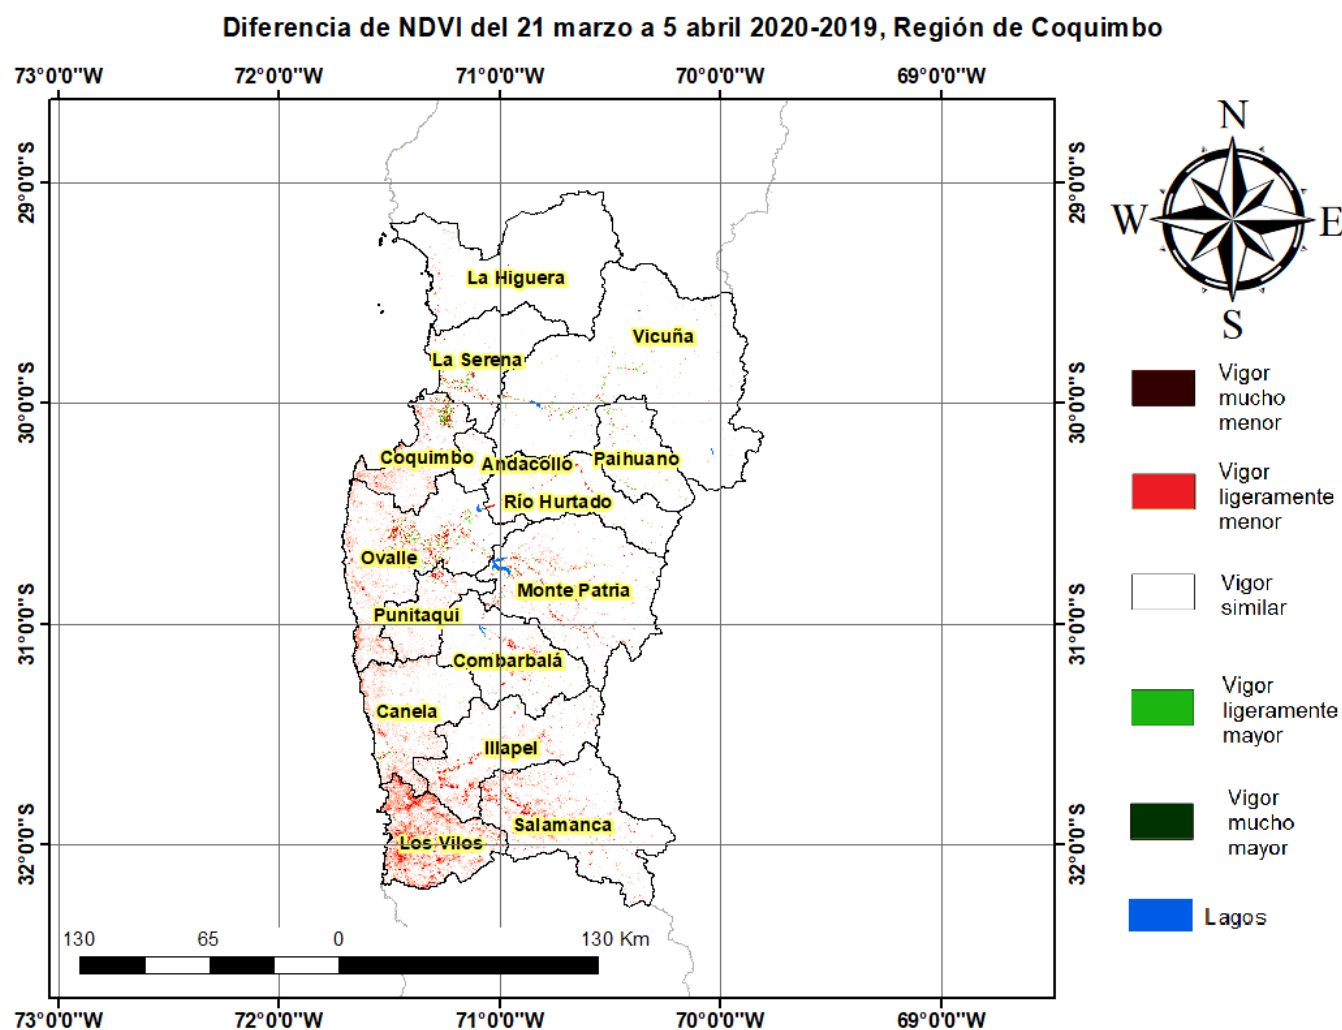 Diferencia de NDVI del 21 marzo a 5 abril 2020-2019, Región de Coquimbo
73°0'0"W 72°0'0"W 71°0'0"W 70°0'0"W 69°0'0"W
29°0'0"S 29°0'0"S
30°0'0"S 30°0'0"S
31°0'0"S 31°0'0"S
32°0'0"S 32°0'0"S
La Higuera
Vicuña
La Serena
Coquimbo
Andacollo
Paihuano
Río Hurtado
Ovalle
Monte Patria
Punitaqui
Combarbalá
Canela
Illapel
Salamanca
Los Vilos
130 65 0 130 Km
73°0'0"W 72°0'0"W 71°0'0"W 70°0'0"W 69°0'0"W
N
W E
S
Vigor
mucho
menor
Vigor
ligeramente
menor
Vigor
similar
Vigor
ligeramente
mayor
Vigor
mucho
mayor
Lagos